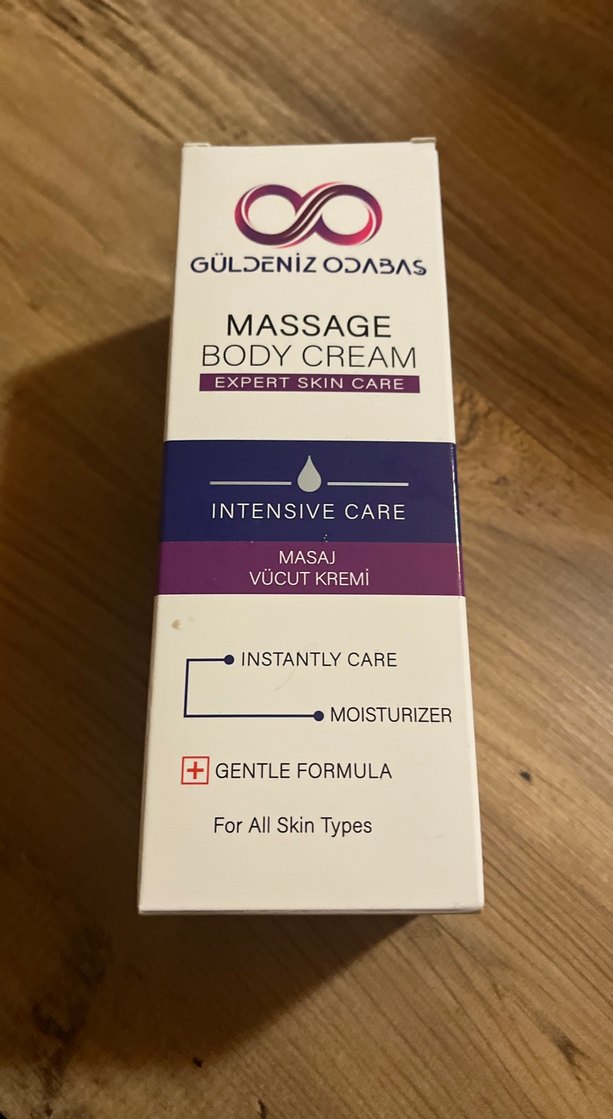 GÜLDENİZ ODABAŞ
MASSAGE
BODY CREAM
EXPERT SKIN CARE
INTENSIVE CARE
MASAJ
VÜCUT KREMİ
INSTANTLY CARE
MOISTURIZER
GENTLE FORMULA
For All Skin Types